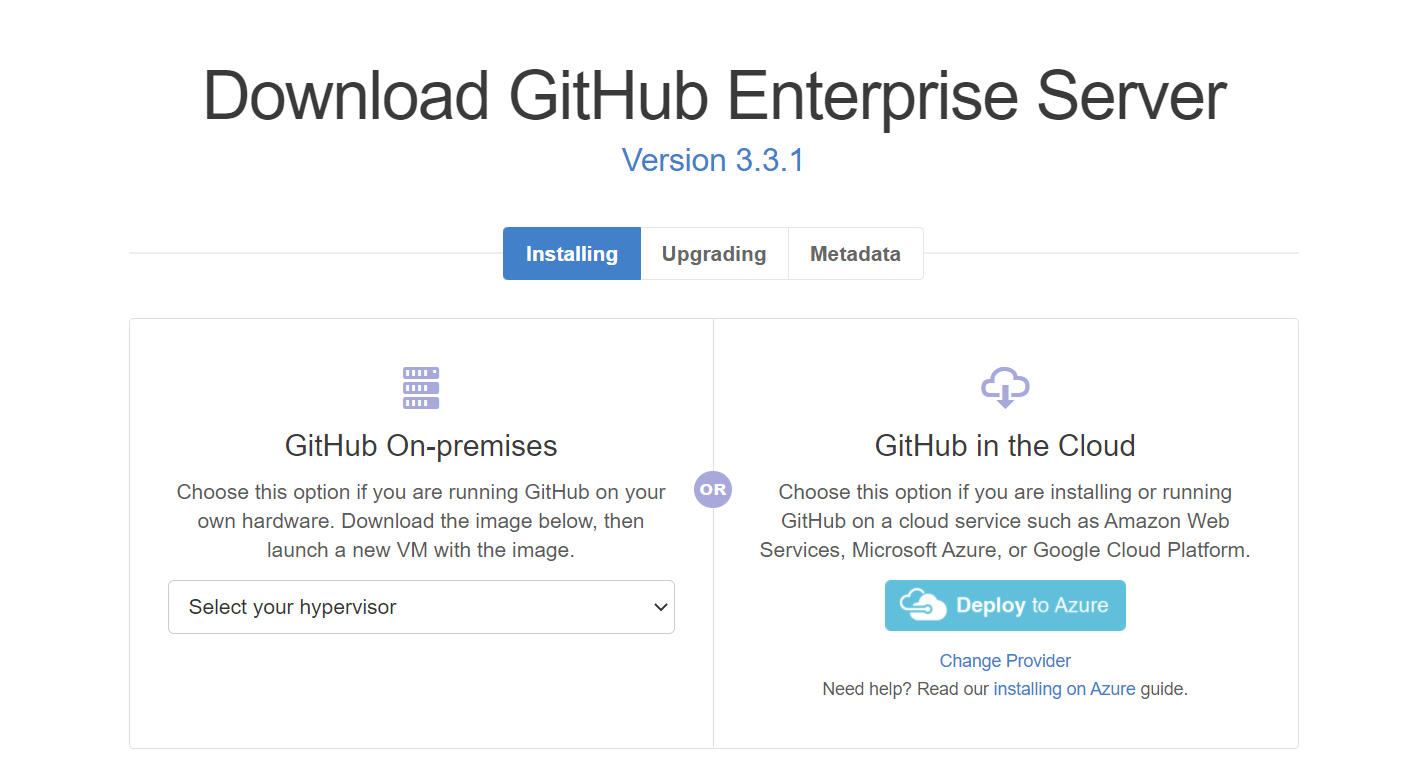 Download GitHub Enterprise Server
Version 3.3.1
Installing
Upgrading
Metadata
GitHub On-premises
Choose this option if you are running GitHub on your
own hardware. Download the image below, then
launch a new VM with the image.
Select your hypervisor
OR
GitHub in the Cloud
Choose this option if you are installing or running
GitHub on a cloud service such as Amazon Web
Services, Microsoft Azure, or Google Cloud Platform.
Deploy to Azure
Change Provider
Need help? Read our installing on Azure guide.